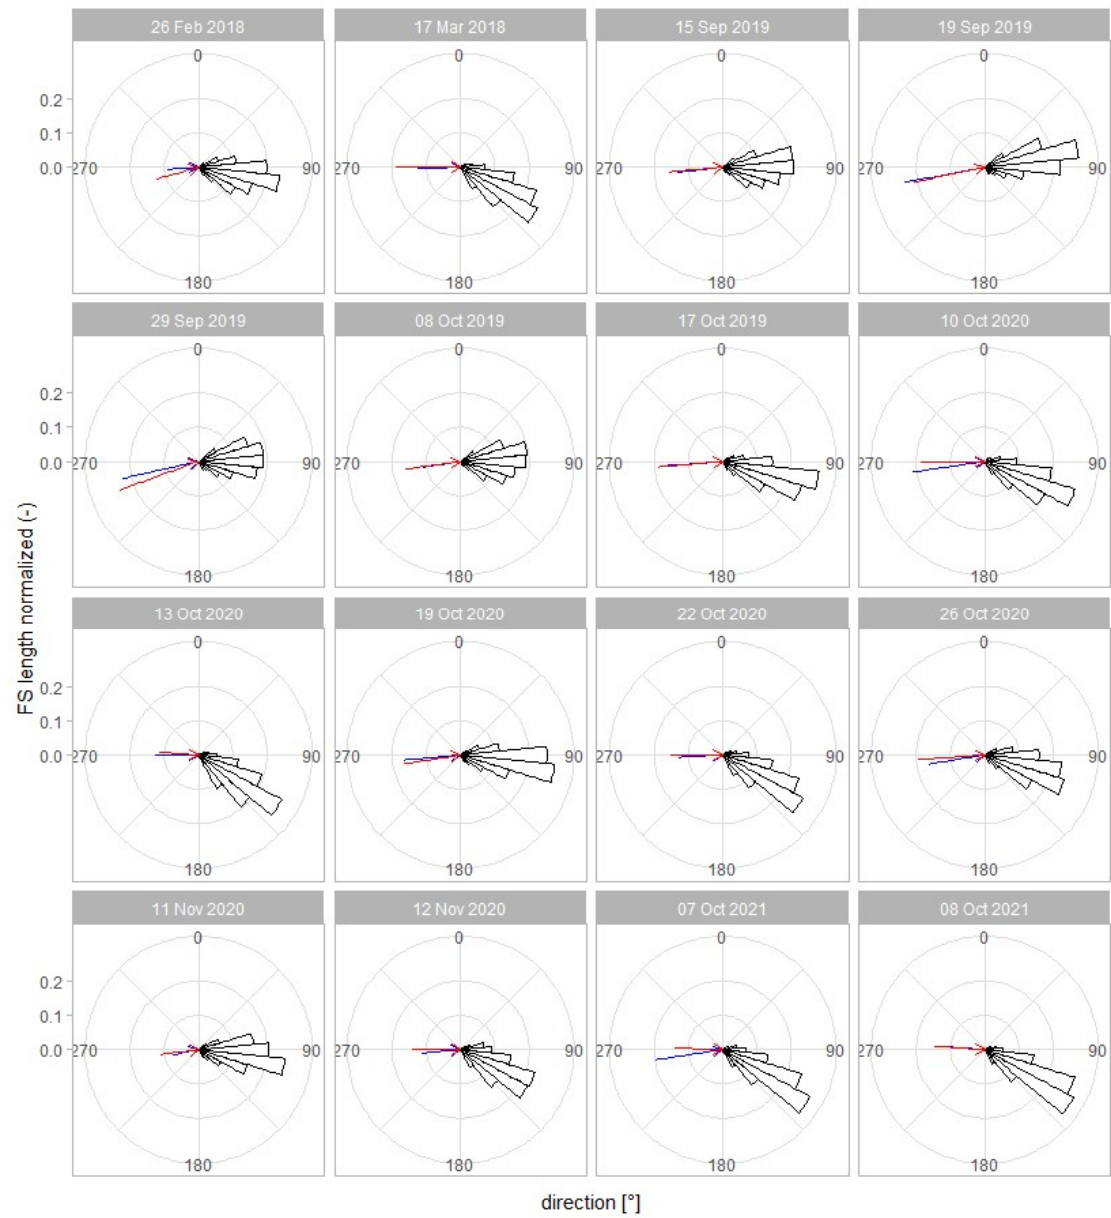 26 Feb 2018 17 Mar 2018 15 Sep 2019 19 Sep 2019
0 0 0 0
0.2
0.1
0.0 270 90 270 90 270 90 270 90
180 180 180 180
29 Sep 2019 08 Oct 2019 17 Oct 2019 10 Oct 2020
0 0 0 0
0.2
0.1
0.0 270 90 270 90 270 90 270 90
180 180 180 180
FS length normalized (-)
13 Oct 2020 19 Oct 2020 22 Oct 2020 26 Oct 2020
0 0 0 0
0.2
0.1
0.0 270 90 270 90 270 90 270 90
180 180 180 180
11 Nov 2020 12 Nov 2020 07 Oct 2021 08 Oct 2021
0 0 0 0
0.2
0.1
0.0 270 90 270 90 270 90 270 90
180 180 180 180
direction [°]